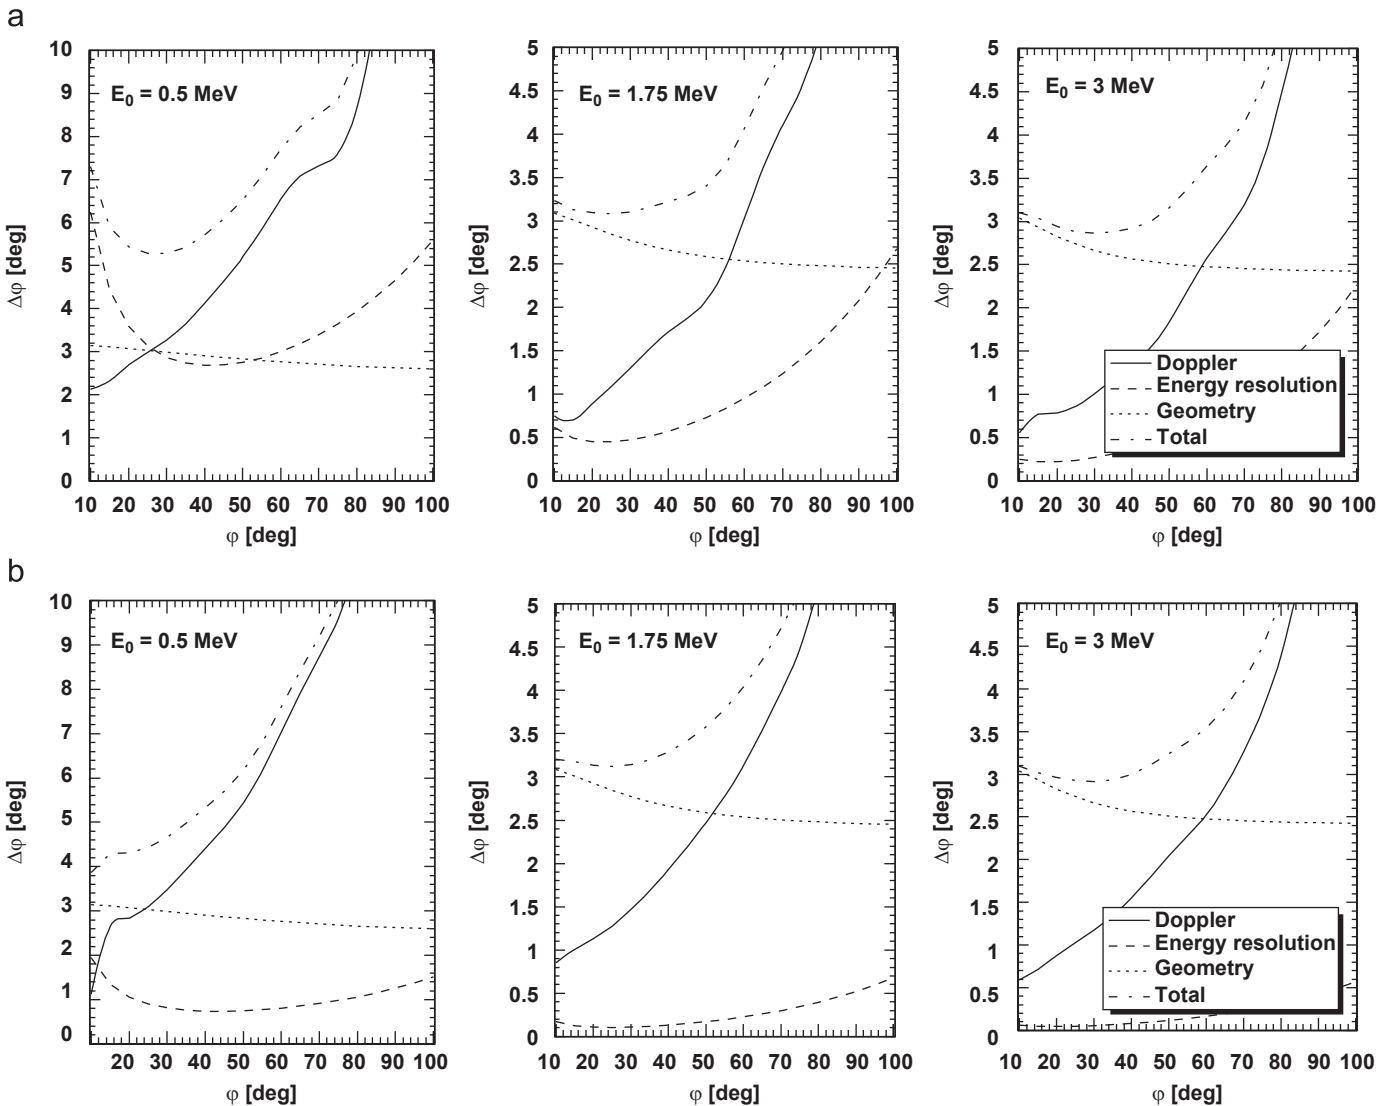 a
E₀ = 0.5 MeV
10
9
8
7
6
5
4
3
2
1
0
Δφ [deg]
10 20 30 40 50 60 70 80 90 100
φ [deg]
E₀ = 1.75 MeV
5
4.5
4
3.5
3
2.5
2
1.5
1
0.5
0
Δφ [deg]
10 20 30 40 50 60 70 80 90 100
φ [deg]
E₀ = 3 MeV
5
4.5
4
3.5
3
2.5
2
1.5
1
0.5
0
Δφ [deg]
Doppler
Energy resolution
Geometry
Total
10 20 30 40 50 60 70 80 90 100
φ [deg]
b
E₀ = 0.5 MeV
10
9
8
7
6
5
4
3
2
1
0
Δφ [deg]
20 30 40 50 60 70 80 90 100
φ [deg]
E₀ = 1.75 MeV
5
4.5
4
3.5
3
2.5
2
1.5
1
0.5
0
Δφ [deg]
10 20 30 40 50 60 70 80 90 100
φ [deg]
E₀ = 3 MeV
5
4.5
4
3.5
3
2.5
2
1.5
1
0.5
0
Δφ [deg]
Doppler
Energy resolution
Geometry
Total
10 20 30 40 50 60 70 80 90 100
φ [deg]